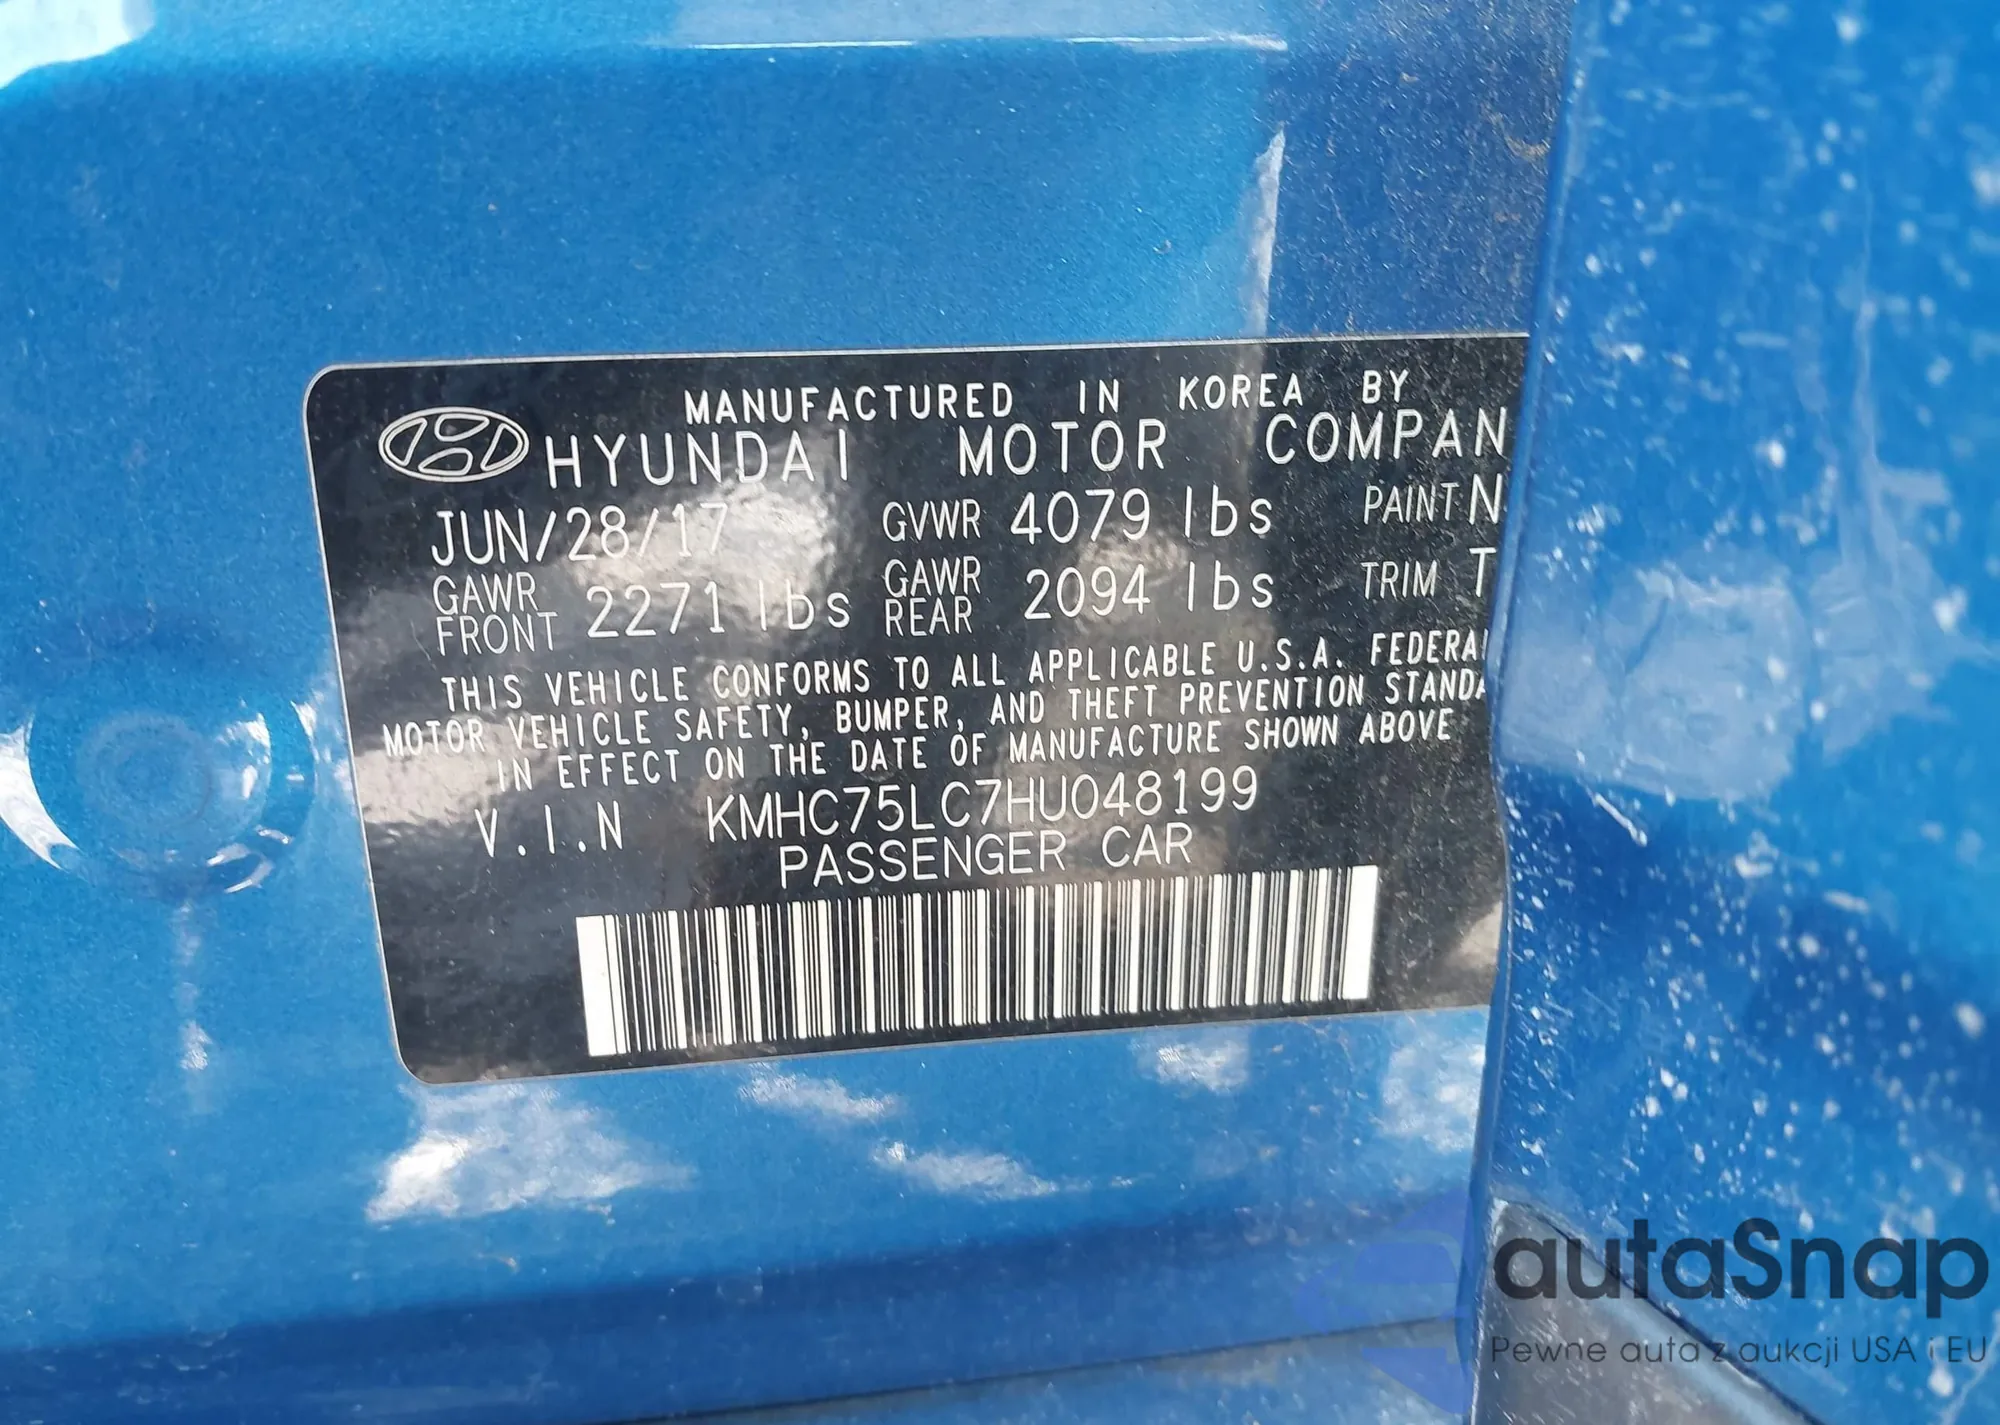 MANUFACTURED IN KOREA BY
HYUNDAI MOTOR COMPAN
JUN/28/17 GVWR 4079 lbs PAINT N
GAWR FRONT 2271 lbs GAWR REAR 2094 lbs TRIM T
THIS VEHICLE CONFORMS TO ALL APPLICABLE U.S.A. FEDERAL
MOTOR VEHICLE SAFETY, BUMPER, AND THEFT PREVENTION STANDA
IN EFFECT ON THE DATE OF MANUFACTURE SHOWN ABOVE
V.I.N KMHC75LC7HU048199
PASSENGER CAR
autaSnap
Pewne auta z aukcji USA i EU